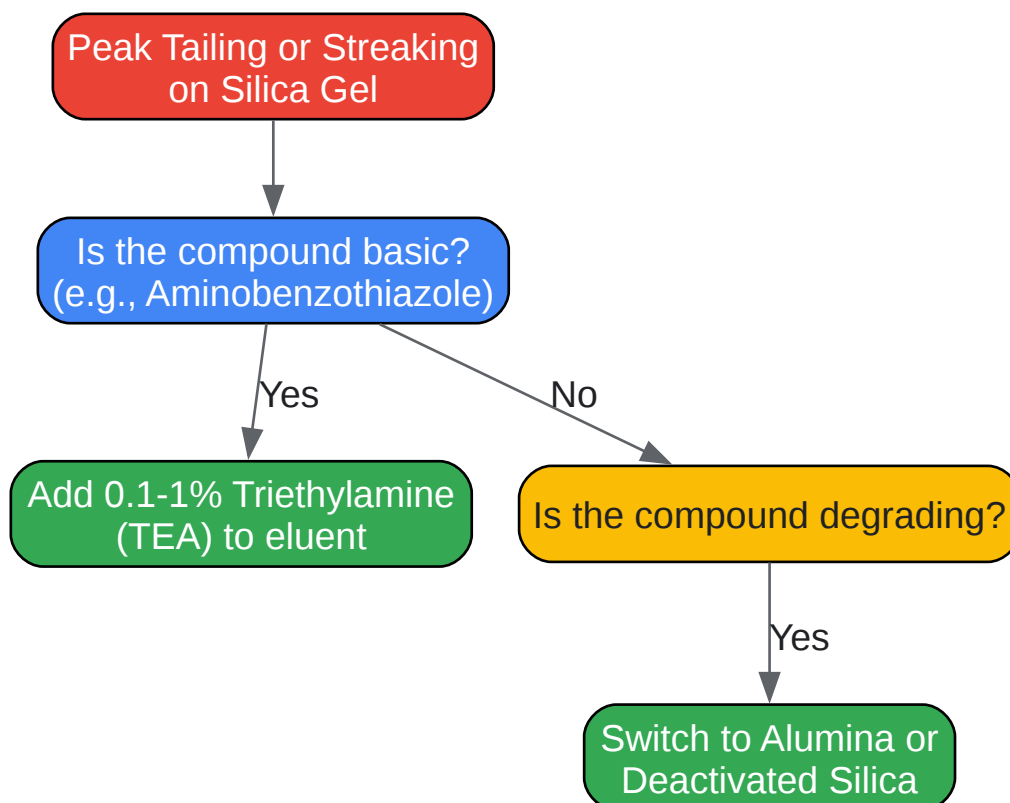 Peak Tailing or Streaking
on Silica Gel
Is the compound basic?
(e.g., Aminobenzothiazole)
Yes
No
Add 0.1-1% Triethylamine
(TEA) to eluent
Is the compound degrading?
Yes
Switch to Alumina or
Deactivated Silica